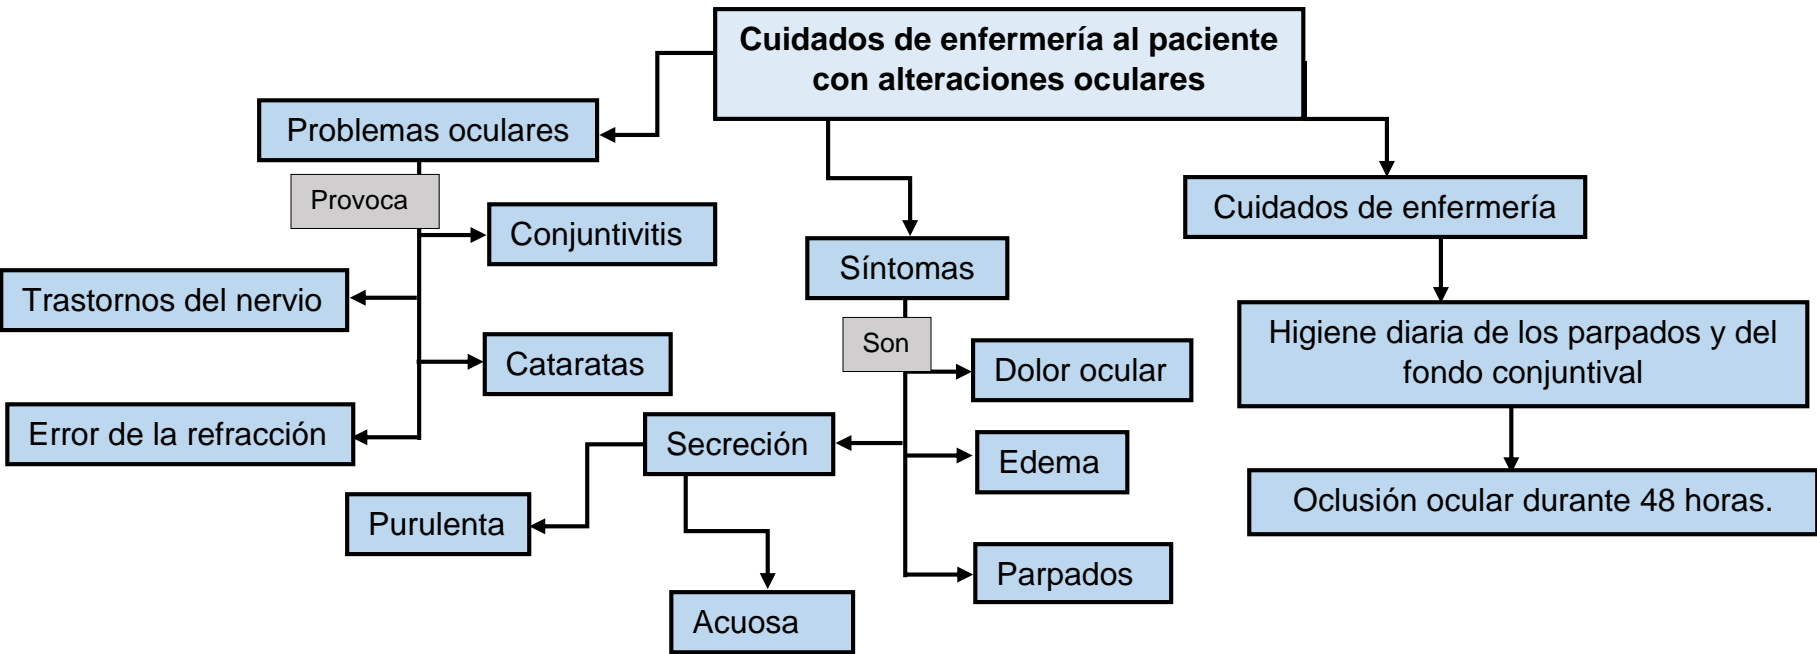 Cuidados de enfermería al paciente
con alteraciones oculares
Problemas oculares
Provoca
Conjuntivitis
Trastornos del nervio
Cataratas
Error de la refracción
Síntomas
Son
Dolor ocular
Secreción
Edema
Purulenta
Parpados
Acuosa
Cuidados de enfermería
Higiene diaria de los parpados y del
fondo conjuntival
Oclusión ocular durante 48 horas.